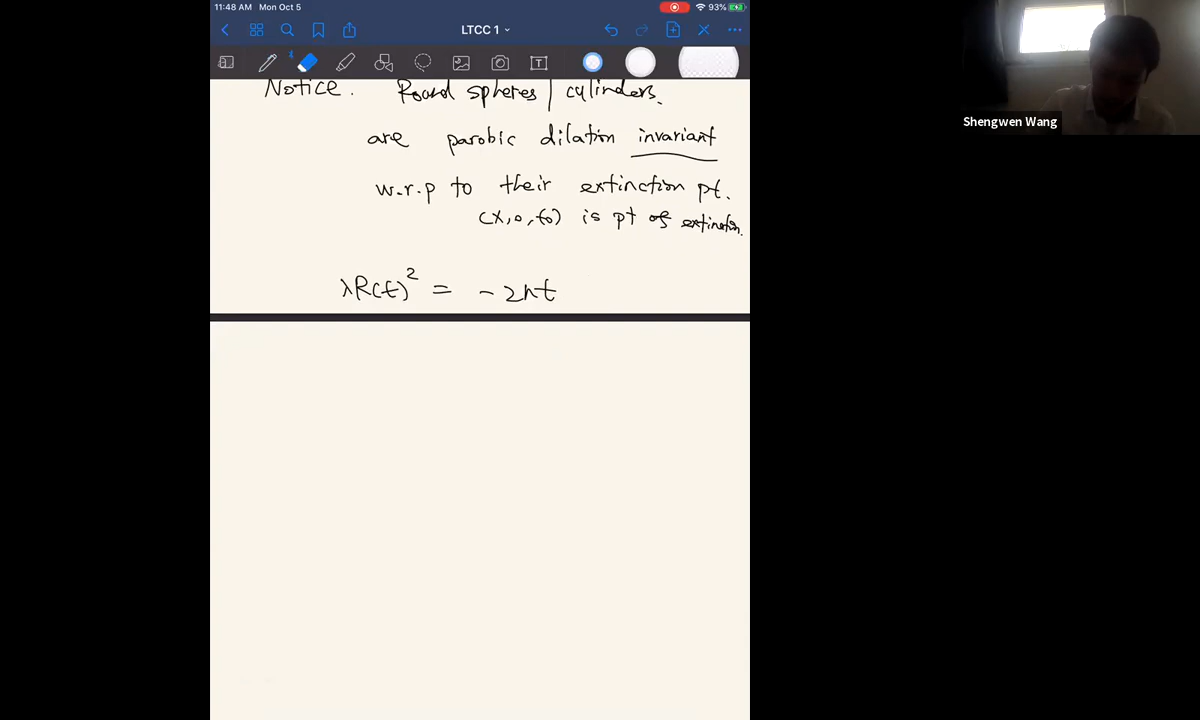 11:48 AM Mon Oct 5
93%
LTCC 1
T
Notice. Round spheres / cylinders.
are parobic dilation invariant
w.r.p to their extinction pt.
(x,0,t0) is pt of extinction.
λR(t)² = -2nt
Shengwen Wang